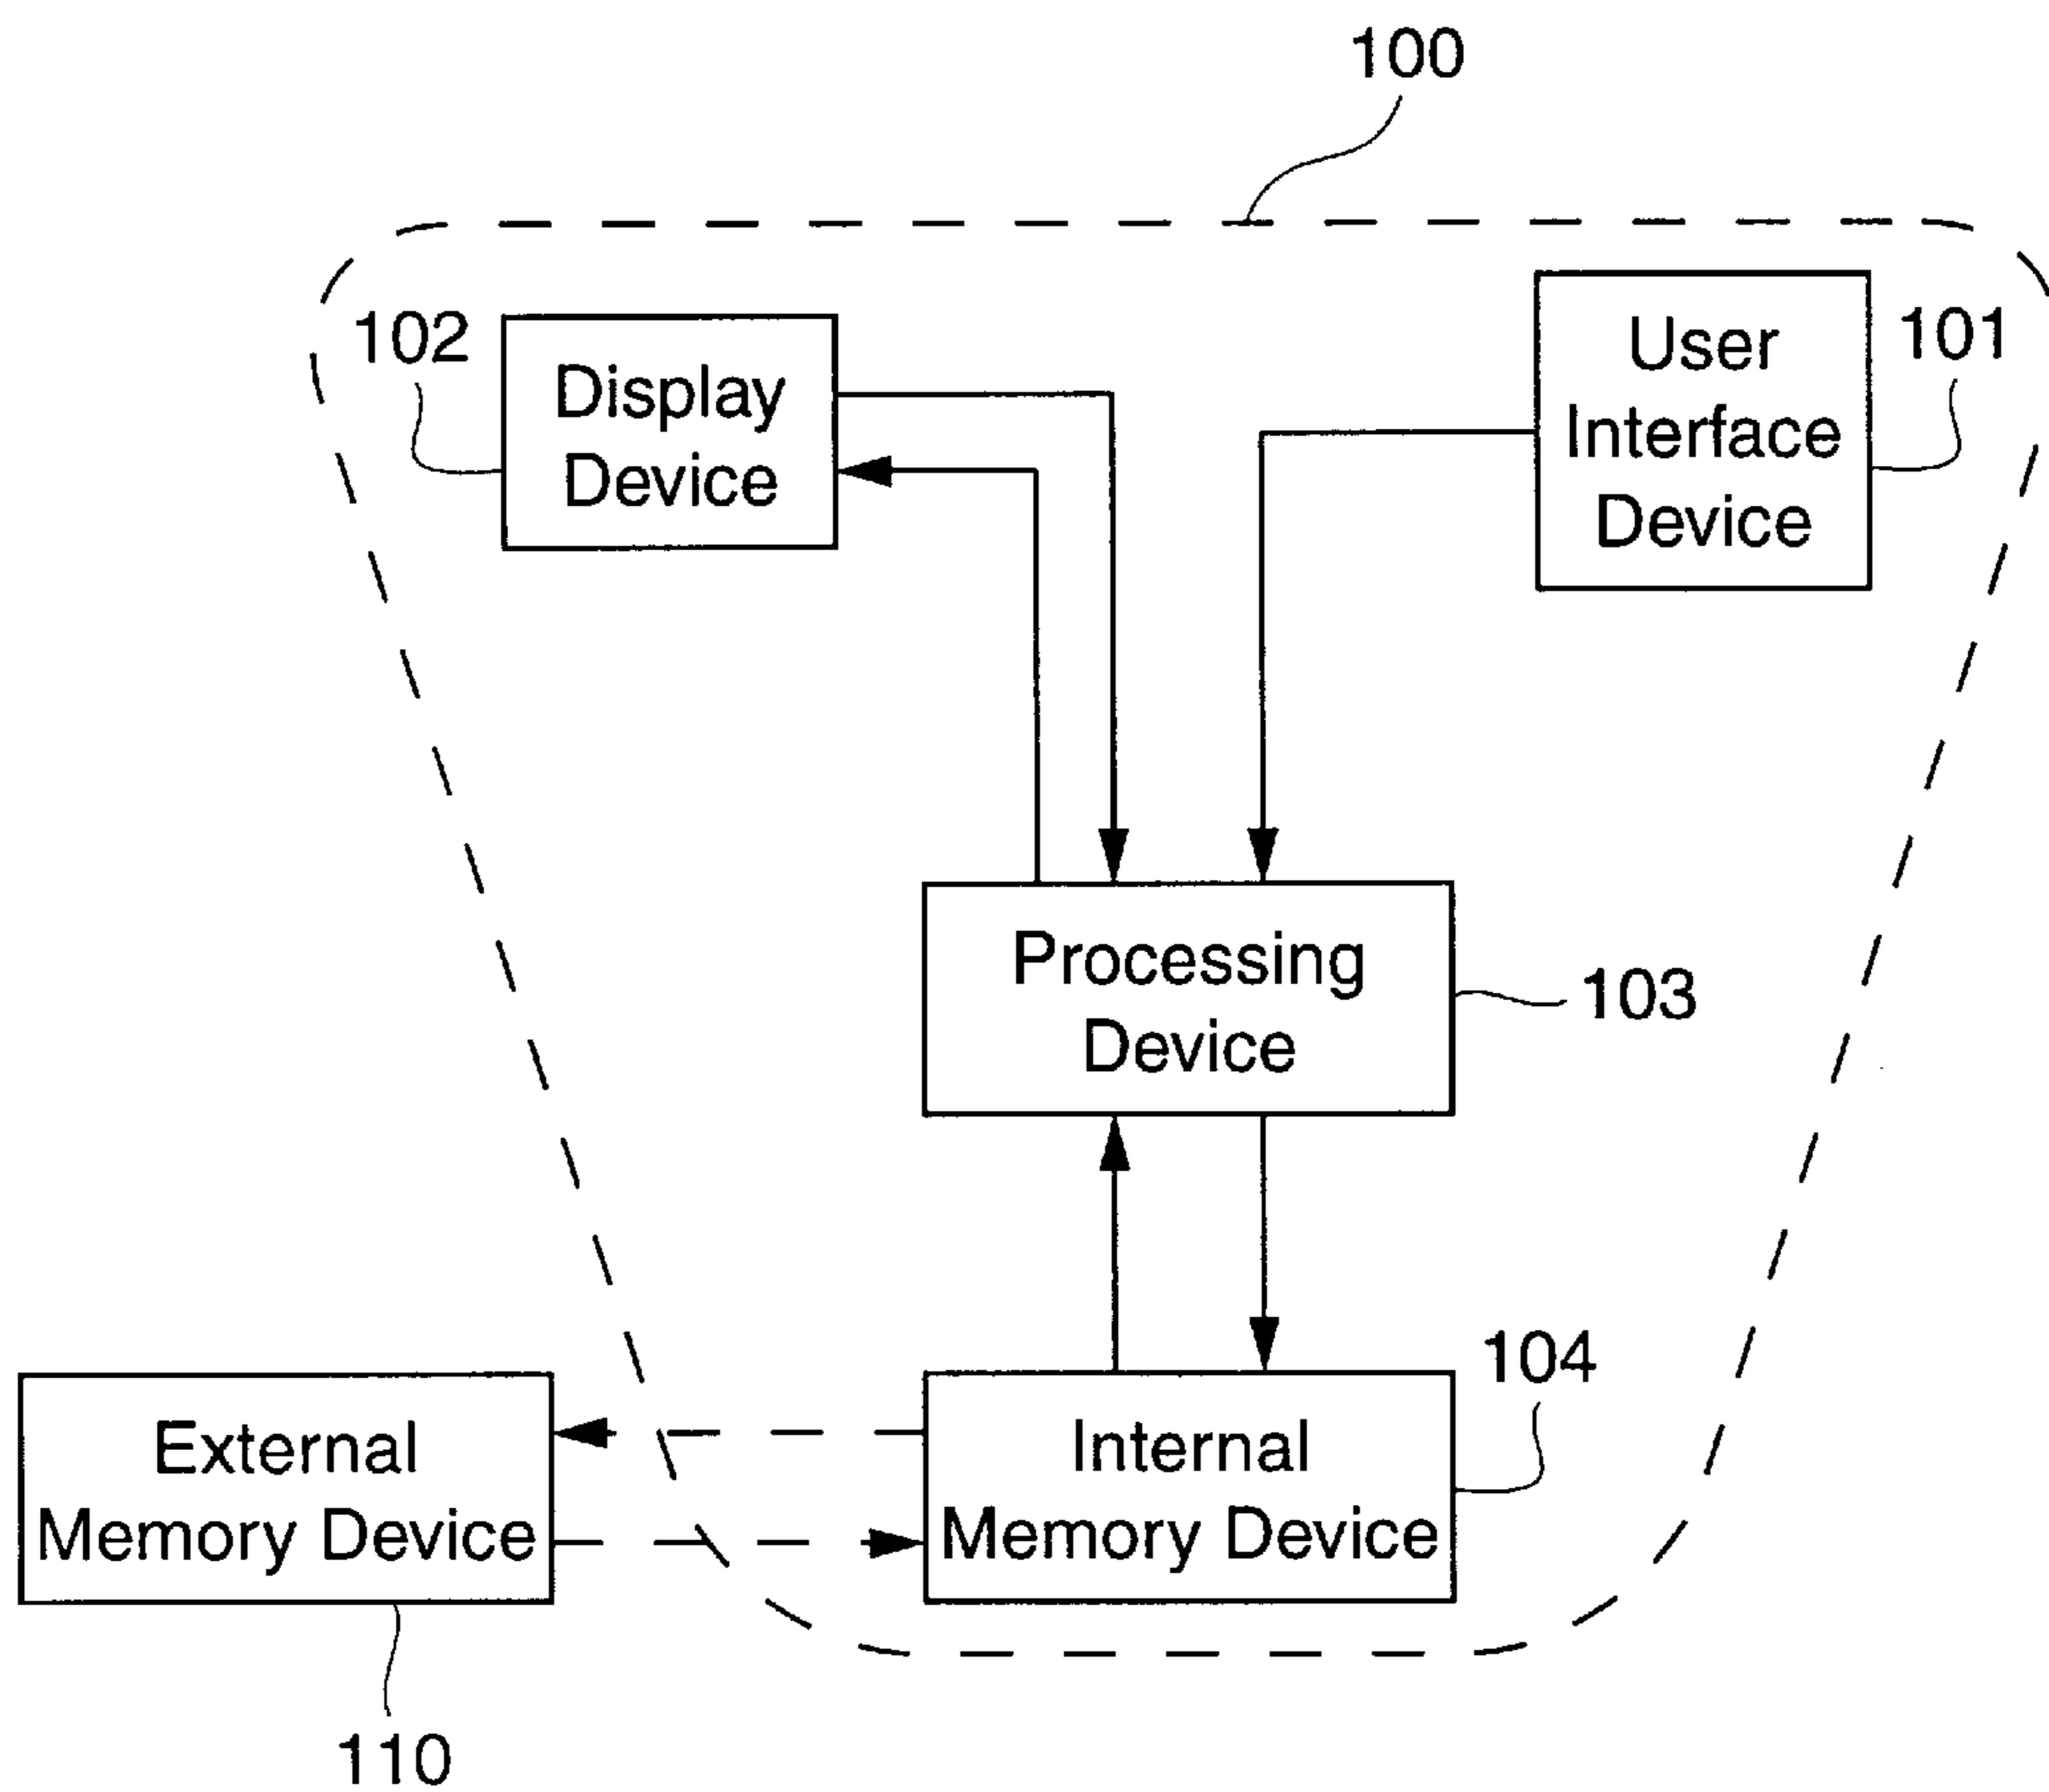 100
102
Display
Device
User
Interface
Device
101
Processing
Device
103
104
External
Memory Device
Internal
Memory Device
110